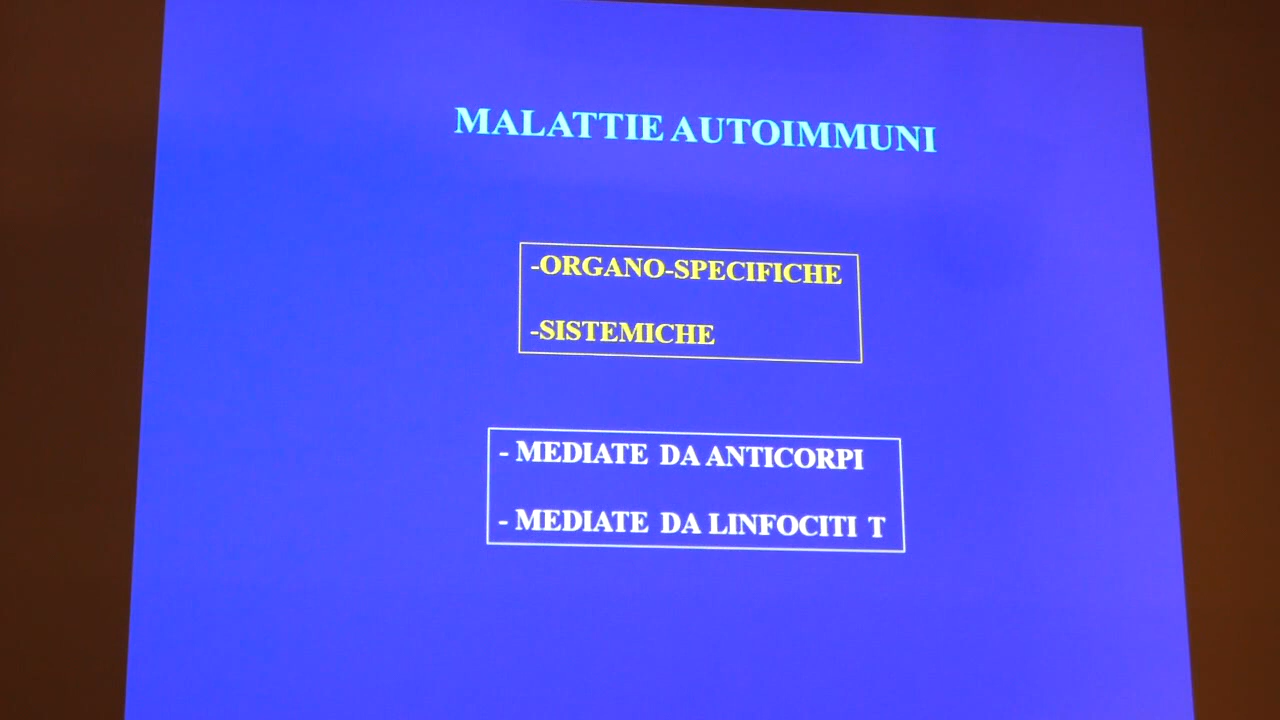 MALATTIE AUTOIMMUNI
-ORGANO-SPECIFICHE
-SISTEMICHE
- MEDIATE DA ANTICORPI
- MEDIATE DA LINFOCITI T